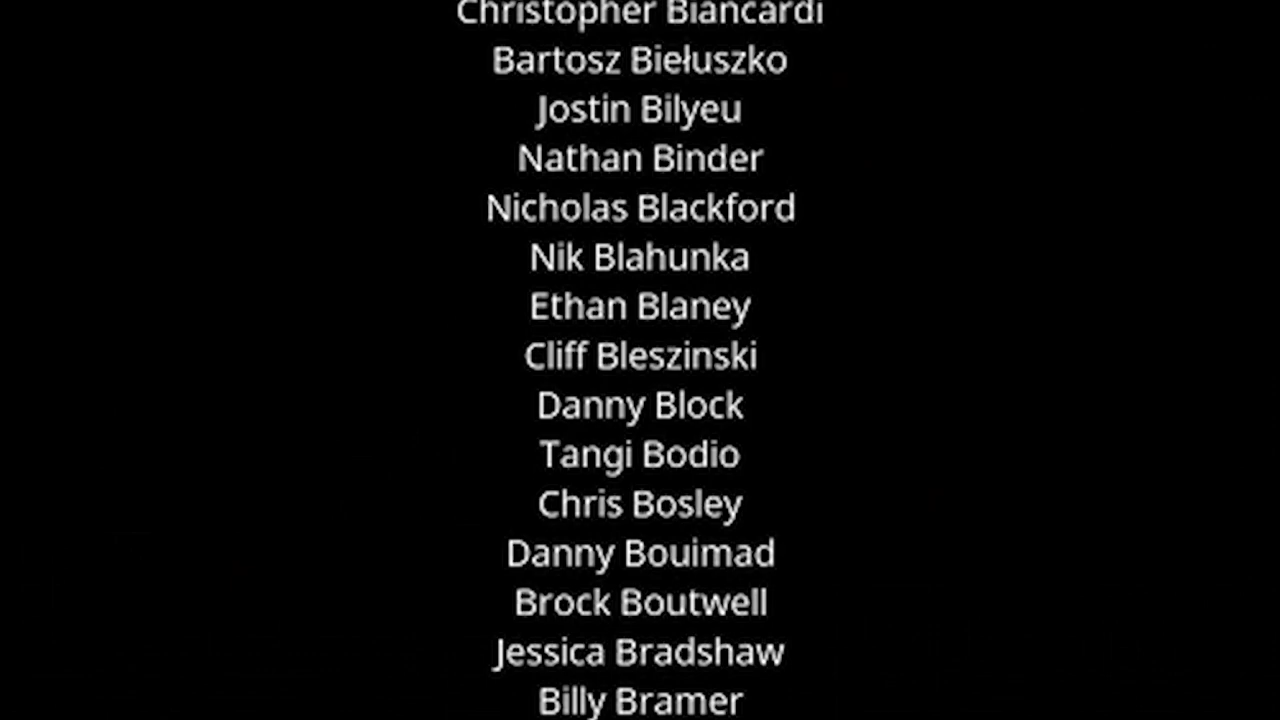 Christopher Biancardi
Bartosz Biełuszko
Jostin Bilyeu
Nathan Binder
Nicholas Blackford
Nik Blahunka
Ethan Blaney
Cliff Bleszinski
Danny Block
Tangi Bodio
Chris Bosley
Danny Bouimad
Brock Boutwell
Jessica Bradshaw
Billy Bramer